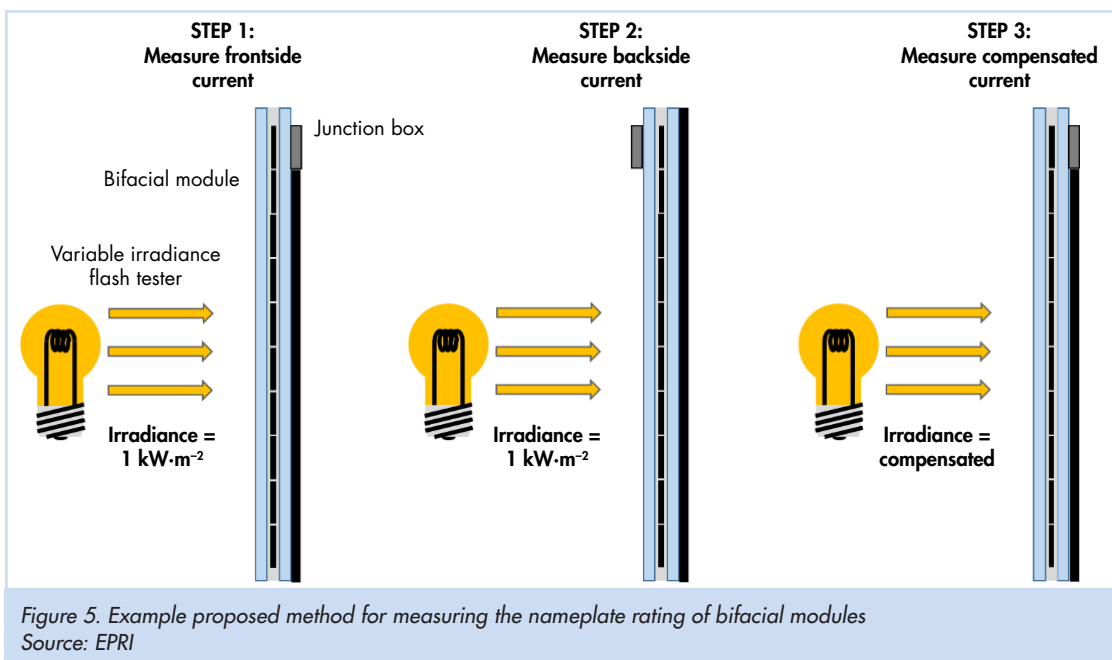 STEP 1:
Measure frontside
current
STEP 2:
Measure backside
current
STEP 3:
Measure compensated
current
Junction box
Bifacial module
Variable irradiance
flash tester
Irradiance =
1 kW·m⁻²
Irradiance =
1 kW·m⁻²
Irradiance =
compensated
Figure 5. Example proposed method for measuring the nameplate rating of bifacial modules
Source: EPRI